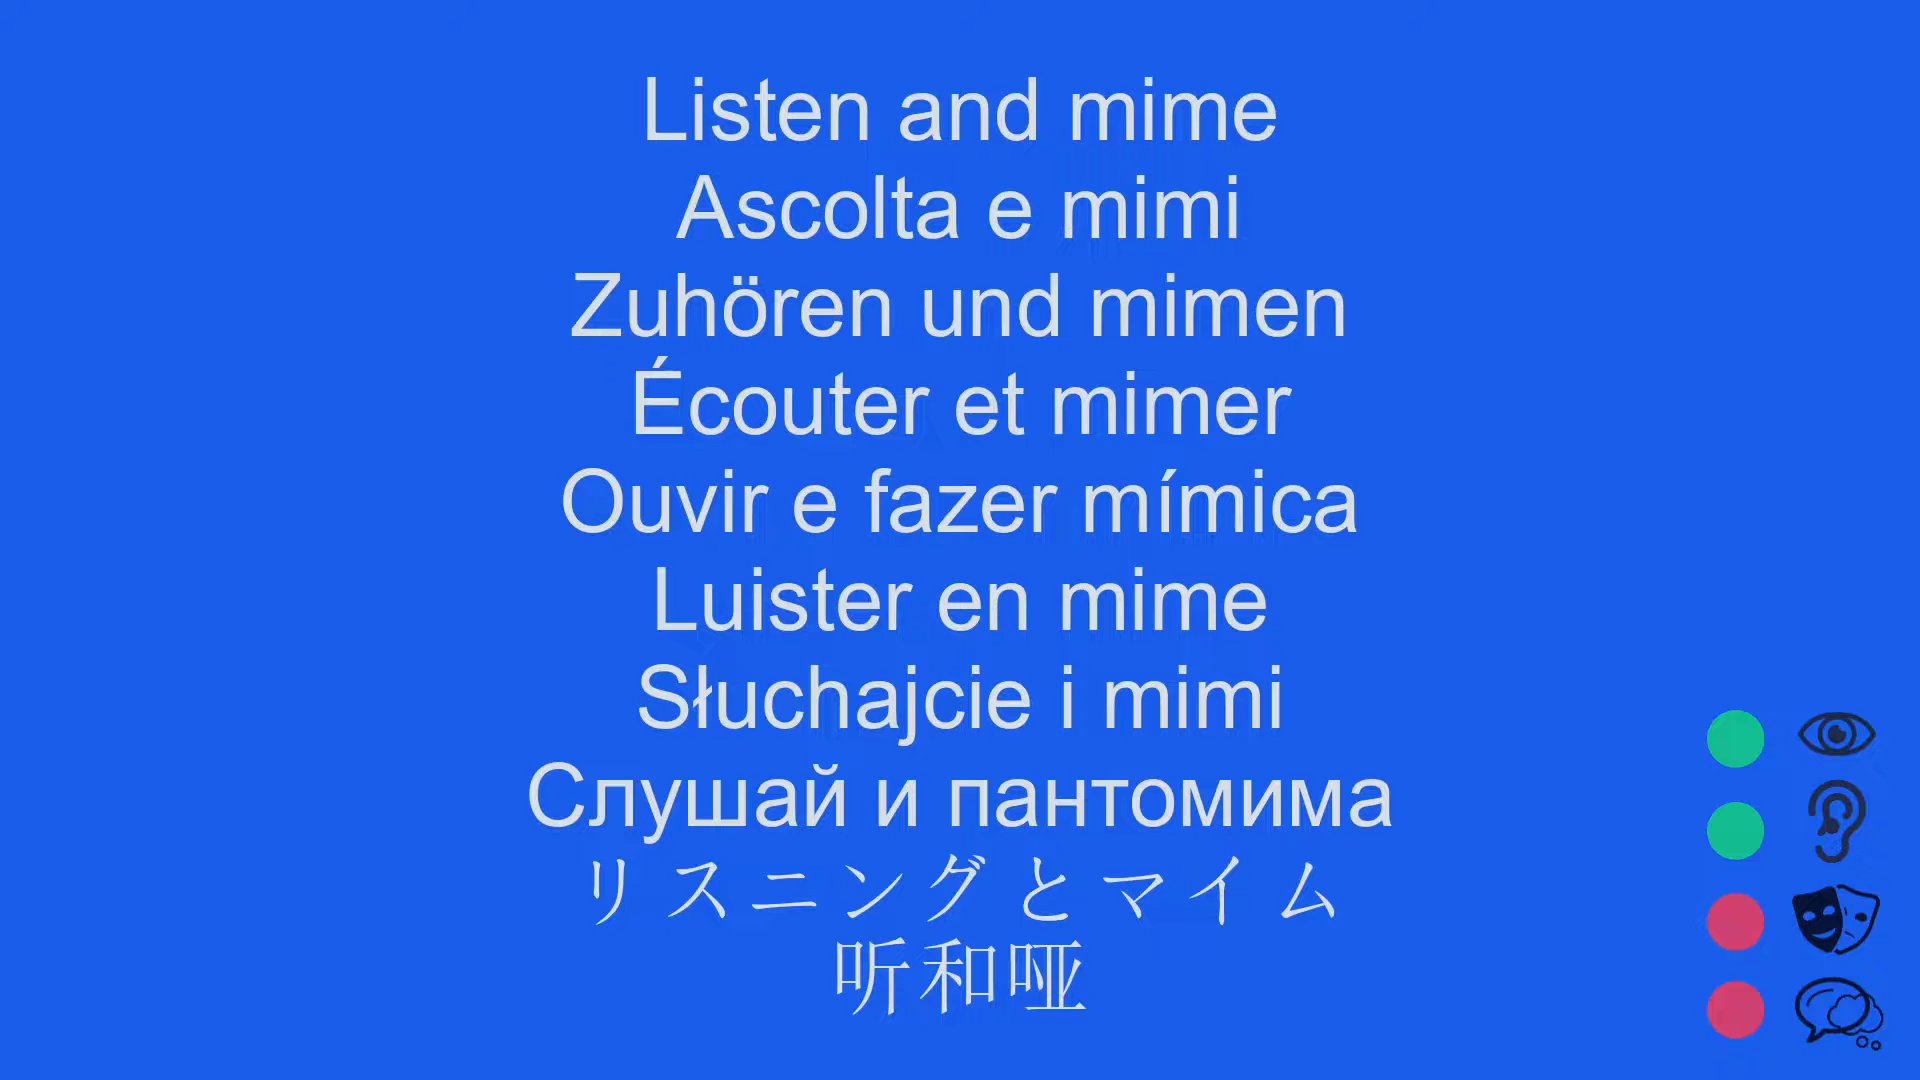 Listen and mime
Ascolta e mimi
Zuhören und mimen
Écouter et mimer
Ouvir e fazer mímica
Luister en mime
Słuchajcie i mimi
Слушай и пантомима
リスニングとマイム
听和哑